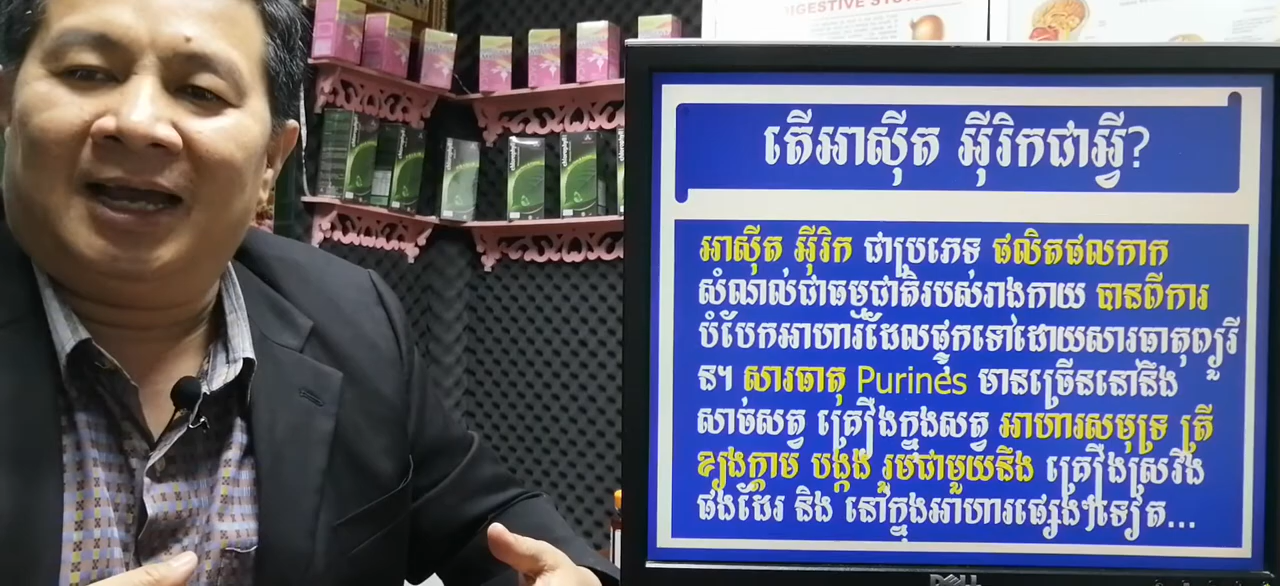 DIGESTIVE
តើអាស៊ីត អ៊ីរិកជាអ្វី?
អាស៊ីត អ៊ីរិក ជាប្រភេទ ផលិតផលកាក
សំណល់ជាធម្មជាតិរបស់រាងកាយ បានពីការ
បំបែកអាហារដែលផ្ទុកទៅដោយសារធាតុព្យួរី
ន។ សារធាតុ Purines មានច្រើននៅនឹង
សាច់សត្វ គ្រឿងក្នុងសត្វ អាហារសមុទ្រ ត្រី
ខ្យងក្តាម បង្កង រួមជាមួយនឹង គ្រឿងស្រវឹង
ផងដែរ និង នៅក្នុងអាហារផ្សេងៗទៀត...
DELL